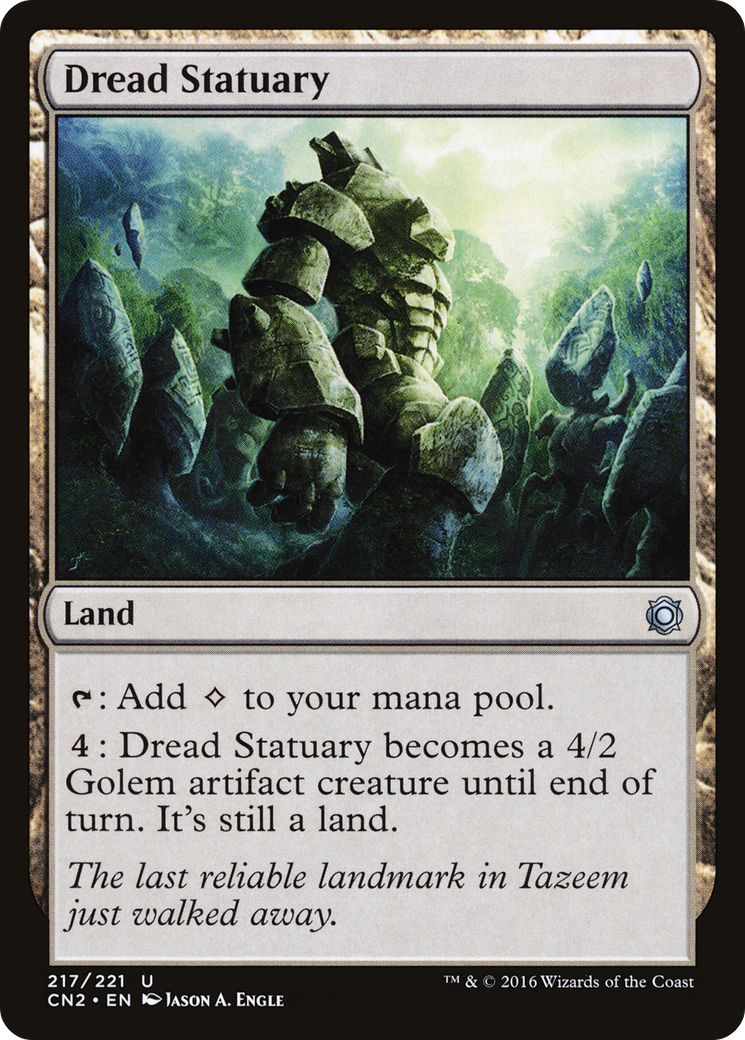 Dread Statuary
Land
: Add to your mana pool.
4 : Dread Statuary becomes a 4/2
Golem artifact creature until end of
turn. It's still a land.
The last reliable landmark in Tazeem
just walked away.
217/221 U
™ & © 2016 Wizards of the Coast
CN2 • EN Jason A. Engle